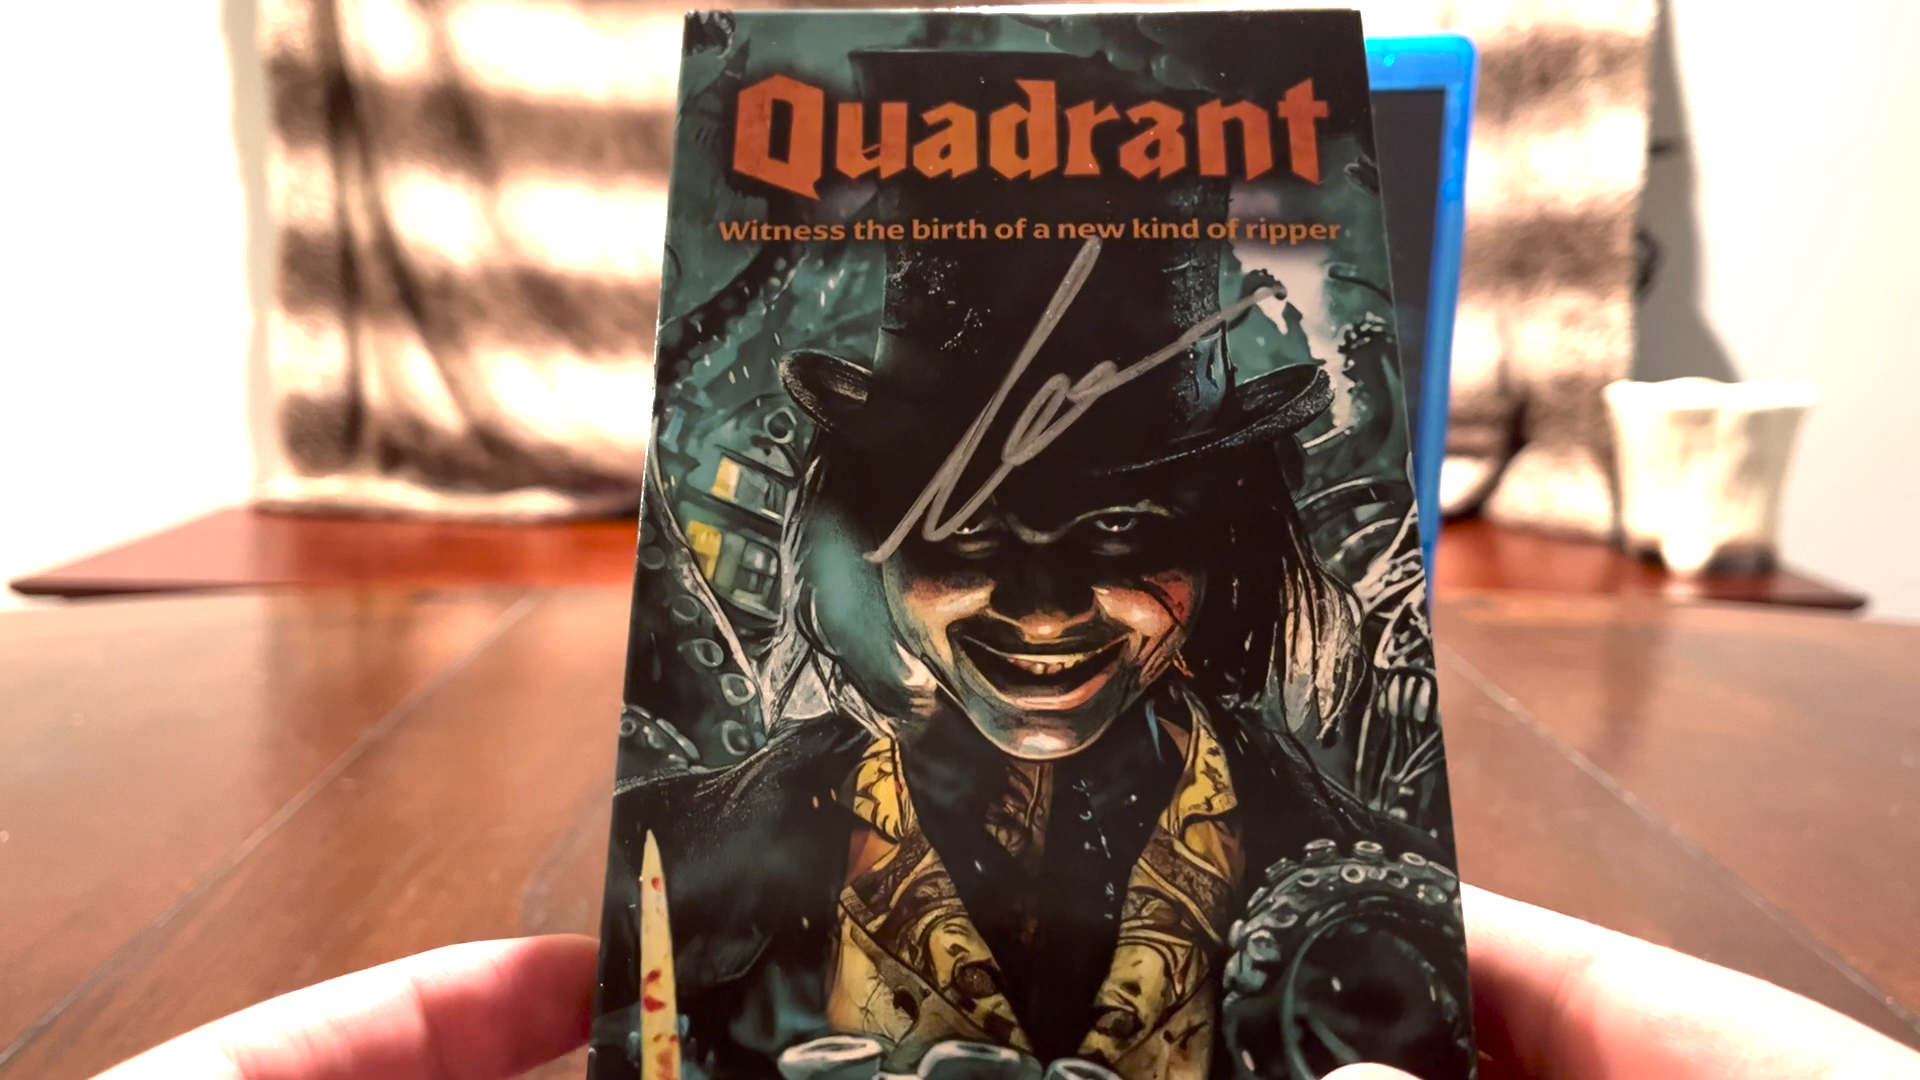 Quadrant
Witness the birth of a new kind of ripper